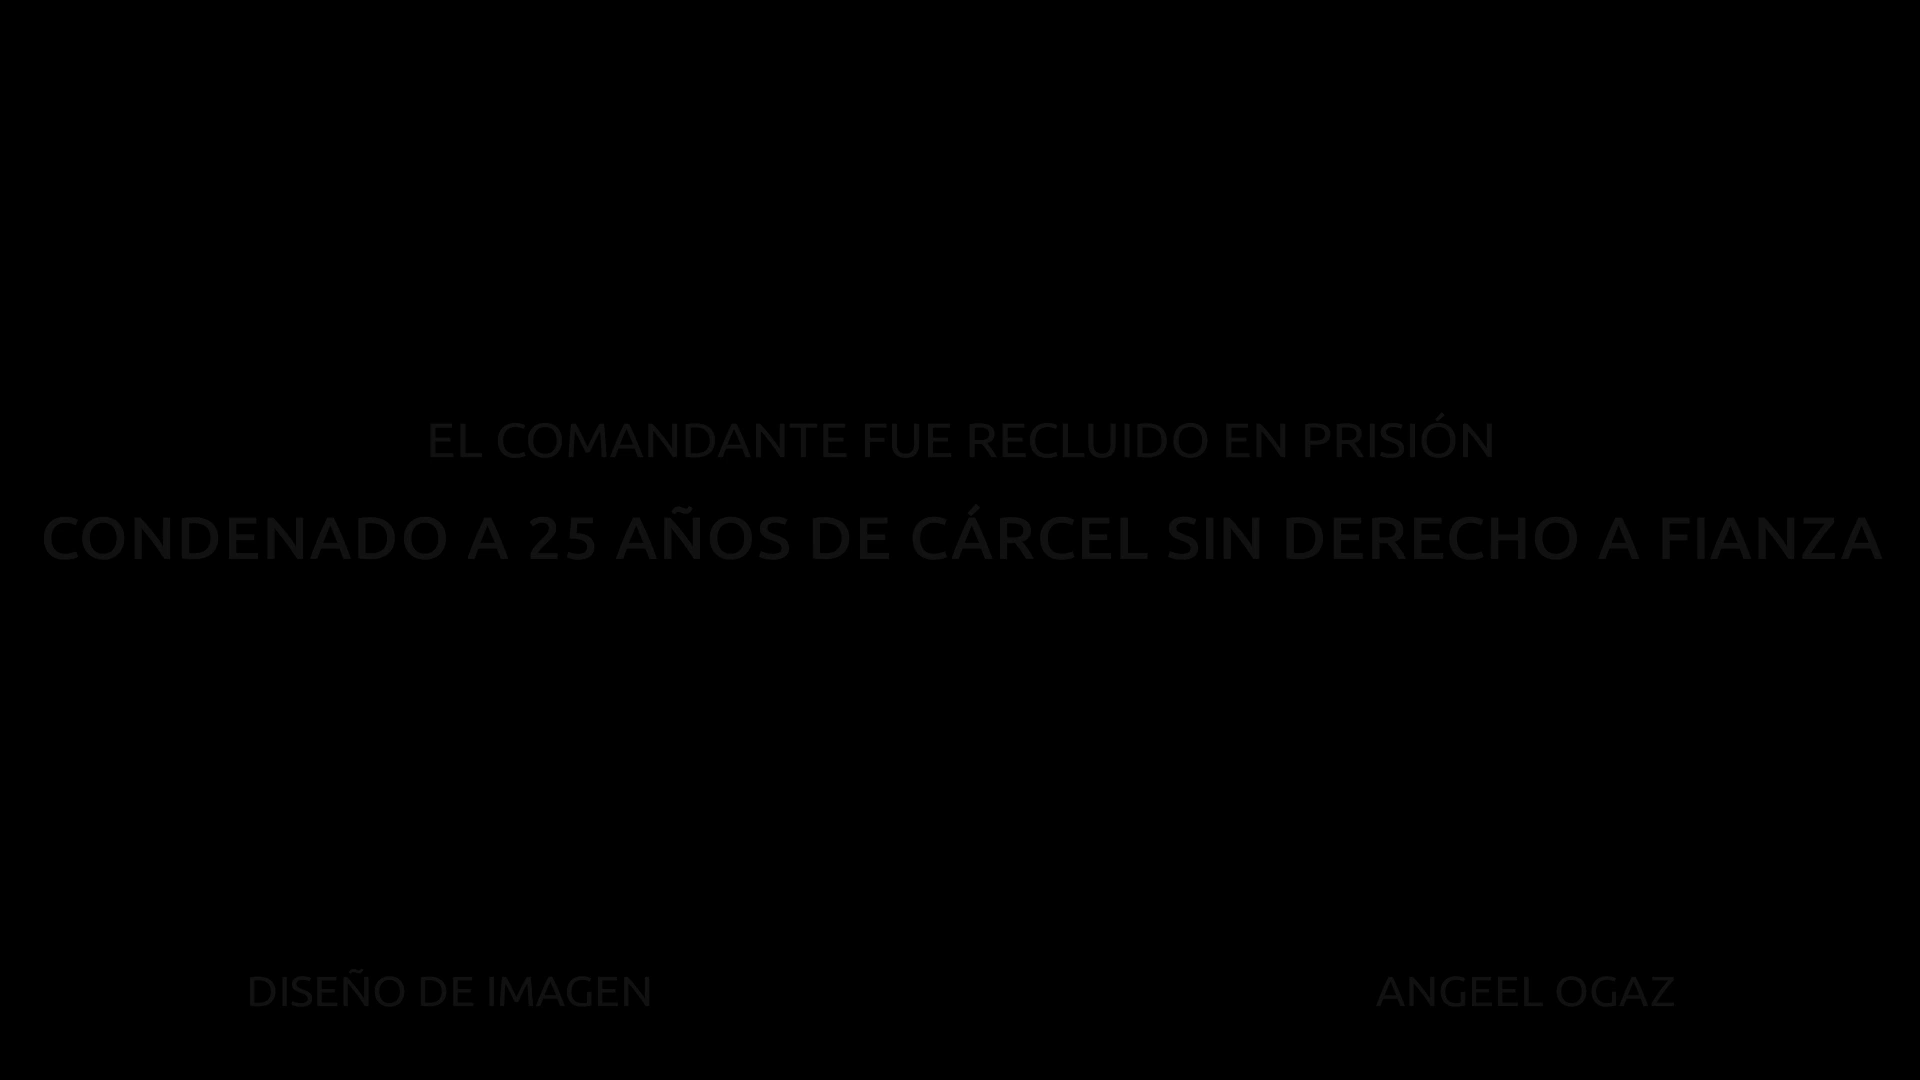 EL COMANDANTE FUE RECLUIDO EN PRISIÓN
CONDENADO A 25 AÑOS DE CÁRCEL SIN DERECHO A FIANZA
DISEÑO DE IMAGEN
ANGEEL OGAZ